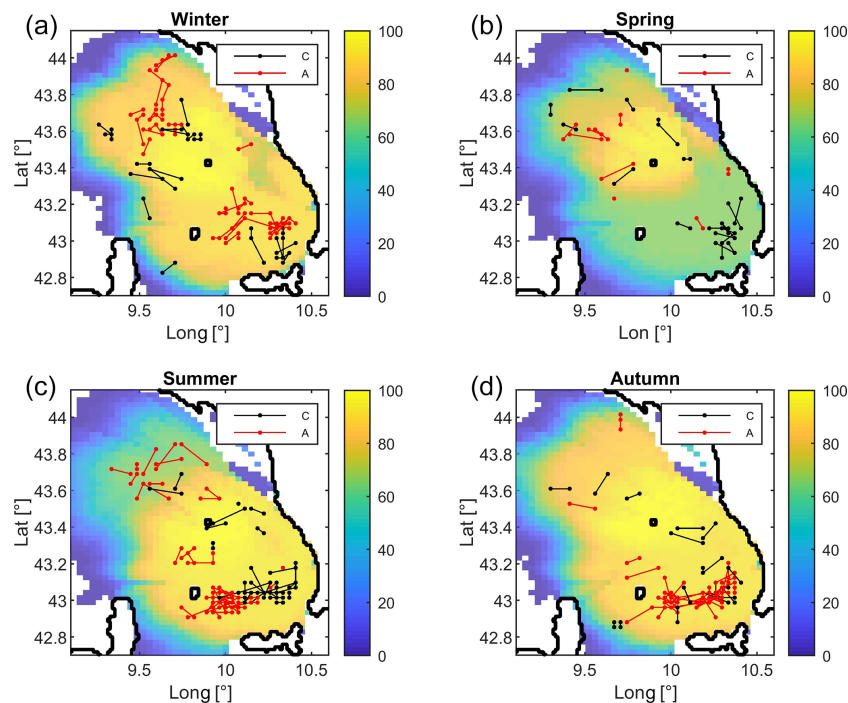 (a)
Winter
C
A
Lat [°]
44
43.8
43.6
43.4
43.2
43
42.8
9.5
10
10.5
Long [°]
100
80
60
40
20
0
(b)
Spring
C
A
Lat [°]
44
43.8
43.6
43.4
43.2
43
42.8
9.5
10
10.5
Lon [°]
100
80
60
40
20
0
(c)
Summer
C
A
Lat [°]
44
43.8
43.6
43.4
43.2
43
42.8
9.5
10
10.5
Long [°]
100
80
60
40
20
0
(d)
Autumn
C
A
Lat [°]
44
43.8
43.6
43.4
43.2
43
42.8
9.5
10
10.5
Long [°]
100
80
60
40
20
0